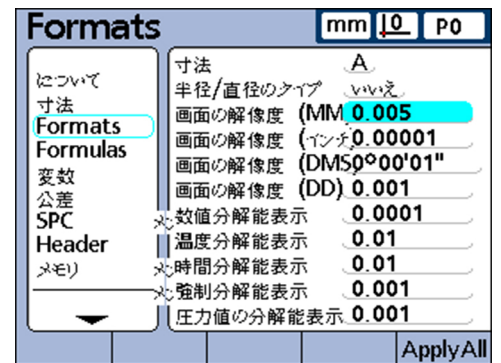 Formats mm 0 P0
について
寸法
Formats
Formulas
変数
公差
SPC
Header
メモリ
寸法 A
半径/直径のタイプ いいえ
画面の解像度 (MM 0.005
画面の解像度 (インチ 0.00001
画面の解像度 (DMS 0°00'01"
画面の解像度 (DD) 0.001
数値分解能表示 0.0001
温度分解能表示 0.01
時間分解能表示 0.01
強制分解能表示 0.001
圧力値の分解能表示 0.001
ApplyAll